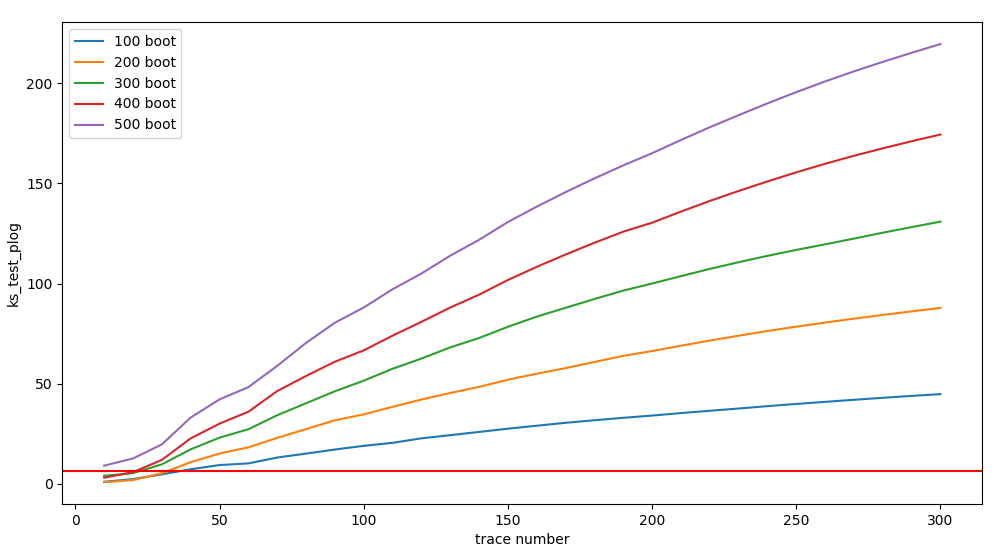 100 boot
200 boot
300 boot
400 boot
500 boot
200
150
100
50
0
ks_test_plog
0 50 100 150 200 250 300
trace number